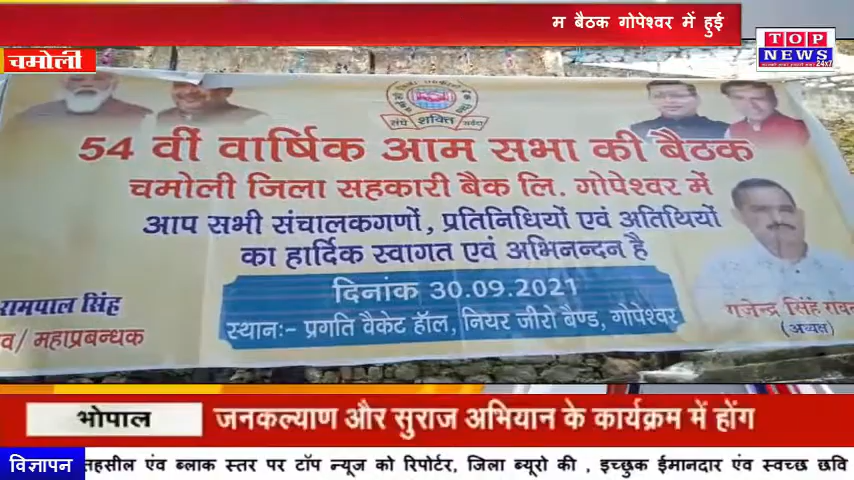 म बैठक गोपेश्वर में हुई
TOP
NEWS
24x7
चमोली
संघे शक्ति सर्वदा
54 वीं वार्षिक आम सभा की बैठक
चमोली जिला सहकारी बैंक लि. गोपेश्वर में
आप सभी संचालकगणों, प्रतिनिधियों एवं अतिथियों
का हार्दिक स्वागत एवं अभिनन्दन है
दिनांक 30.09.2021
स्थान:- प्रगति वैकेट हॉल, नियर जीरो बैण्ड, गोपेश्वर
रामपाल सिंह
व/ महाप्रबन्धक
गजेन्द्र सिंह रावत
(अध्यक्ष)
भोपाल
जनकल्याण और सुराज अभियान के कार्यक्रम में होंग
विज्ञापन
तहसील एंव ब्लाक स्तर पर टॉप न्यूज को रिपोर्टर, जिला ब्यूरो की , इच्छुक ईमानदार एंव स्वच्छ छवि